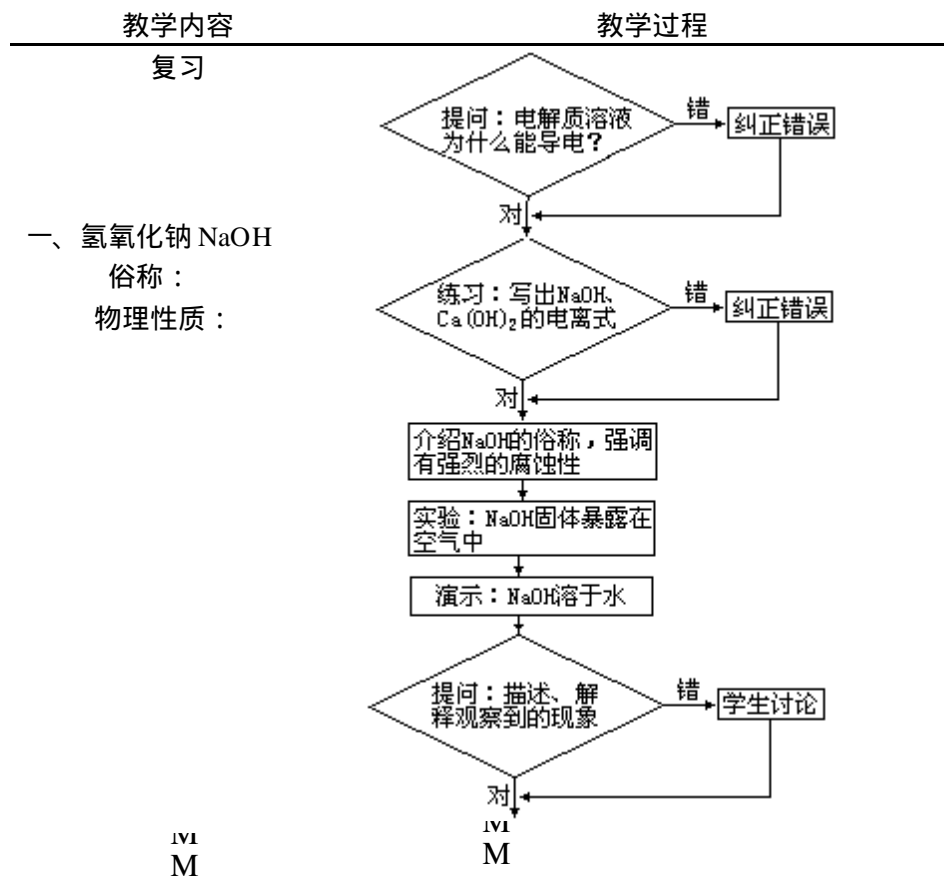 教学内容 教学过程
复习
提问：电解质溶液
为什么能导电？
错
纠正错误
对
一、氢氧化钠 NaOH
俗称：
物理性质：
练习：写出NaOH、
Ca(OH)₂的电离式
错
纠正错误
对
介绍NaOH的俗称，强调
有强烈的腐蚀性
实验：NaOH固体暴露在
空气中
演示：NaOH溶于水
提问：描述、解
释观察到的现象
错
学生讨论
对
M M
M M